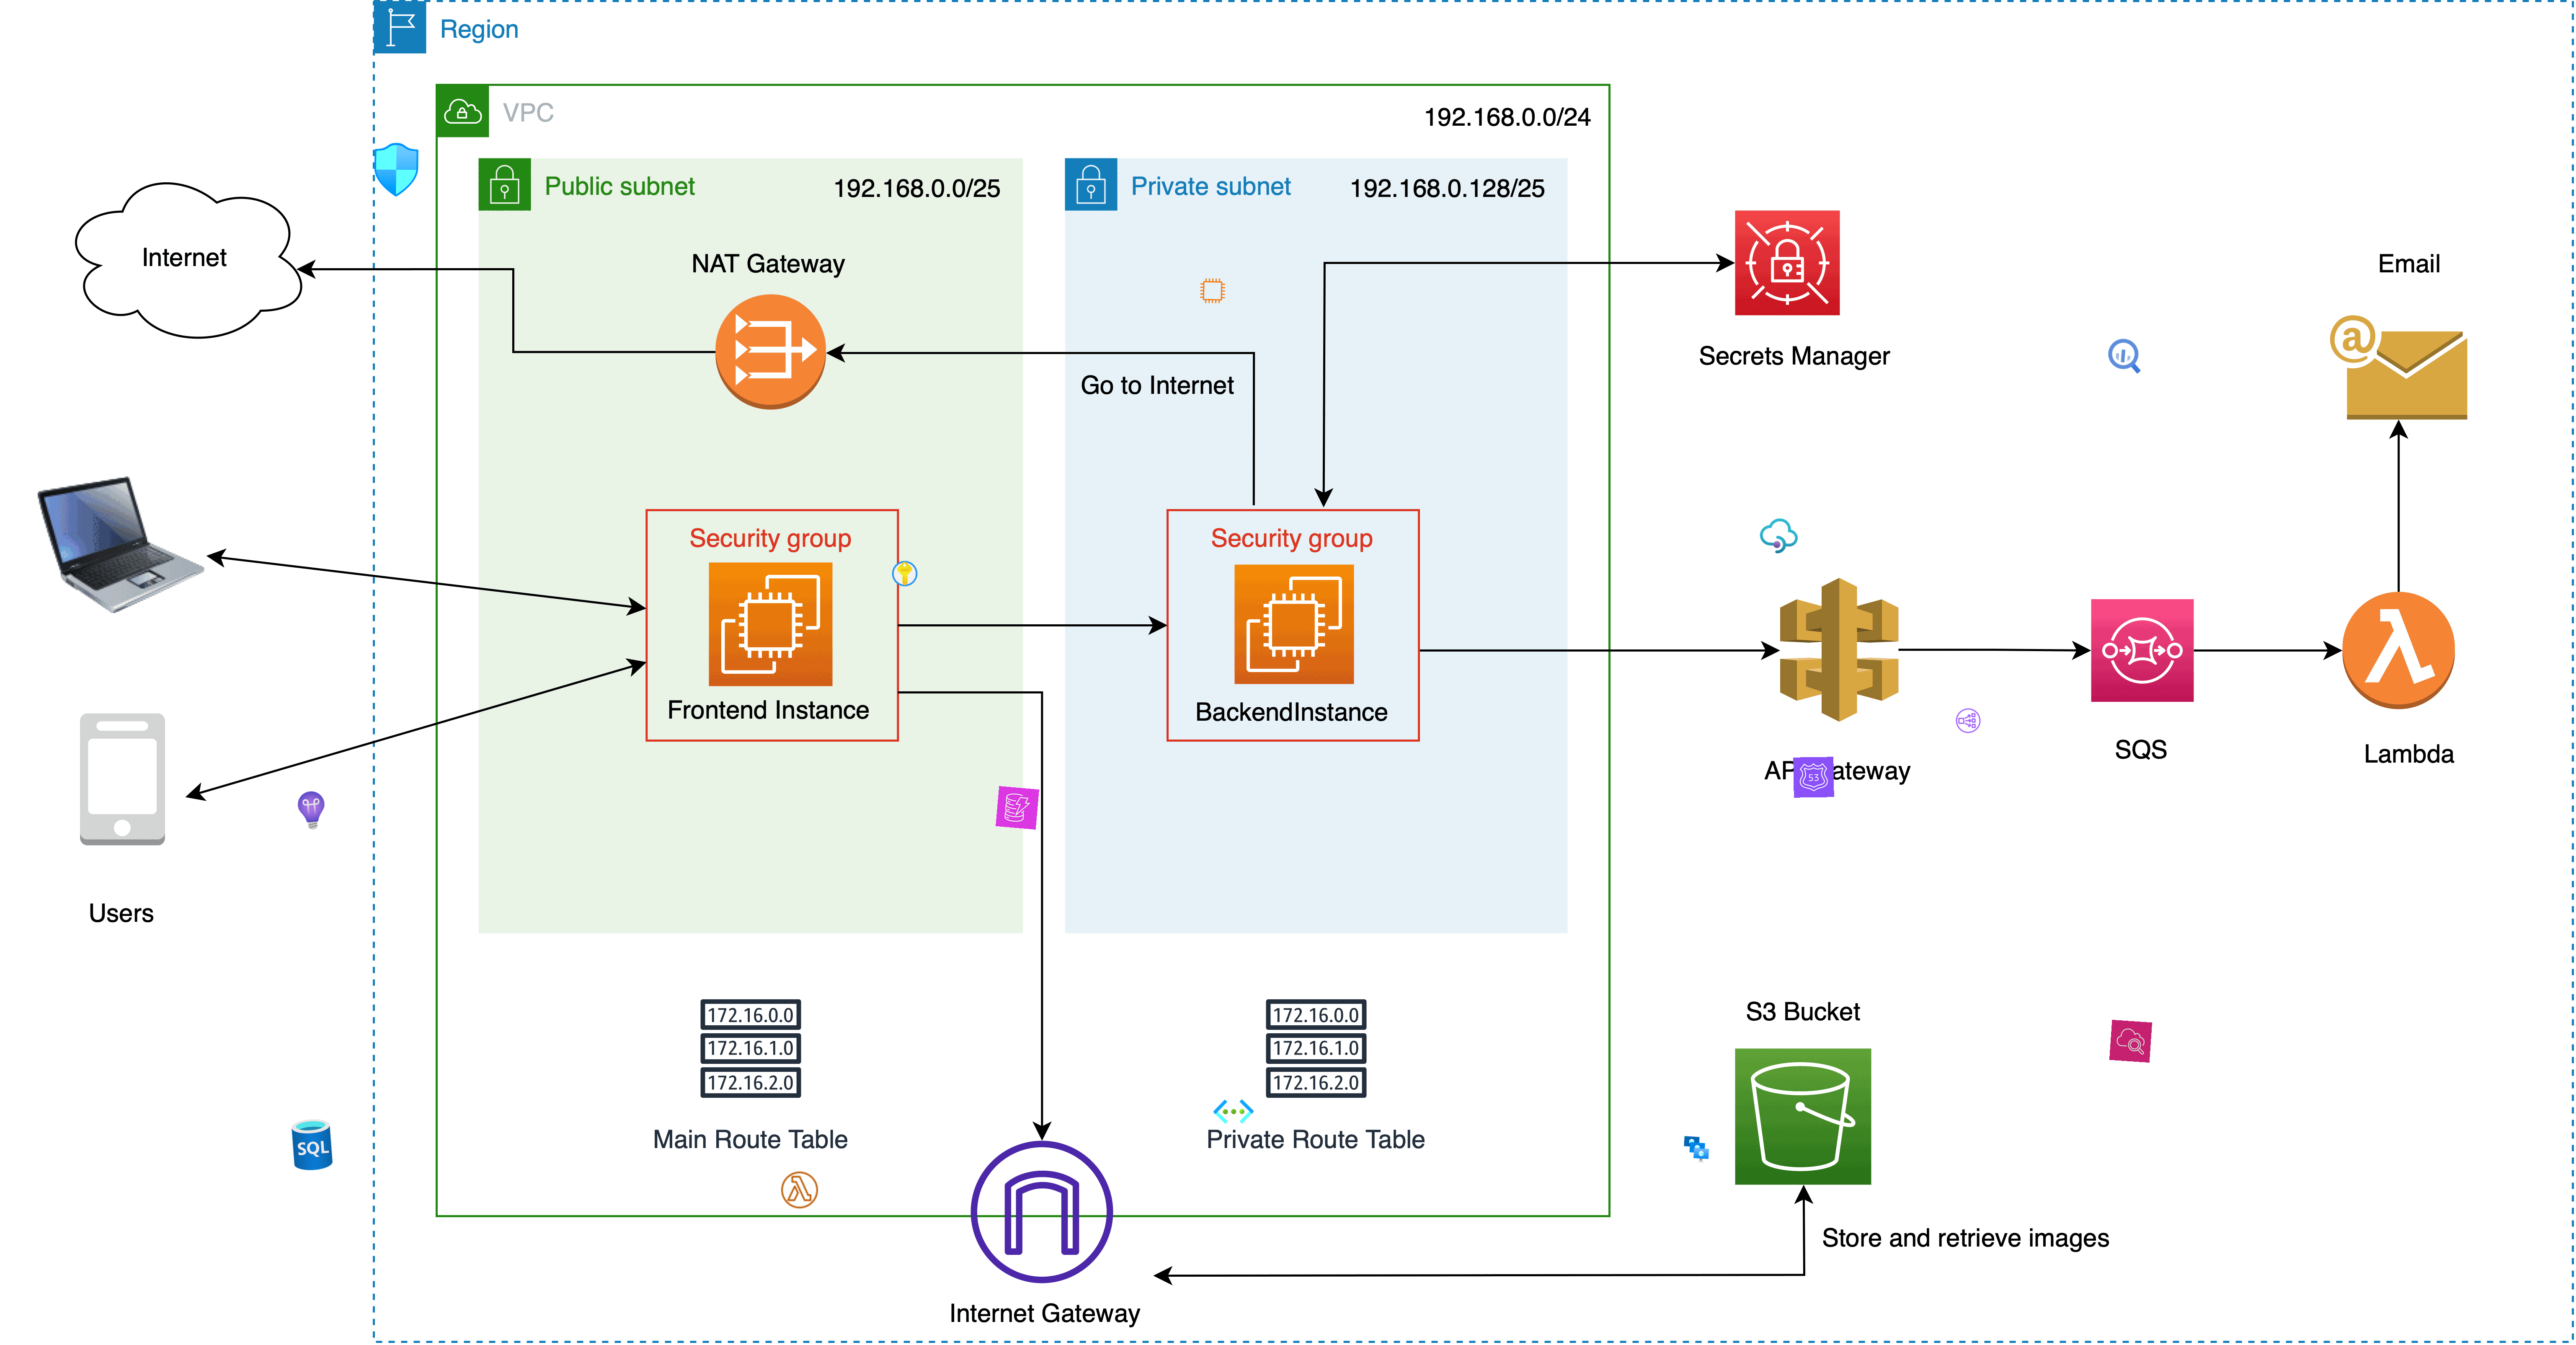 Region
VPC
192.168.0.0/24
Public subnet
192.168.0.0/25
Private subnet
192.168.0.128/25
Internet
NAT Gateway
Go to Internet
Secrets Manager
Email
@
Security group
Frontend Instance
Security group
BackendInstance
Users
53
SQS
Lambda
172.16.0.0
172.16.1.0
172.16.2.0
Main Route Table
172.16.0.0
172.16.1.0
172.16.2.0
Private Route Table
SQL
S3 Bucket
Store and retrieve images
Internet Gateway